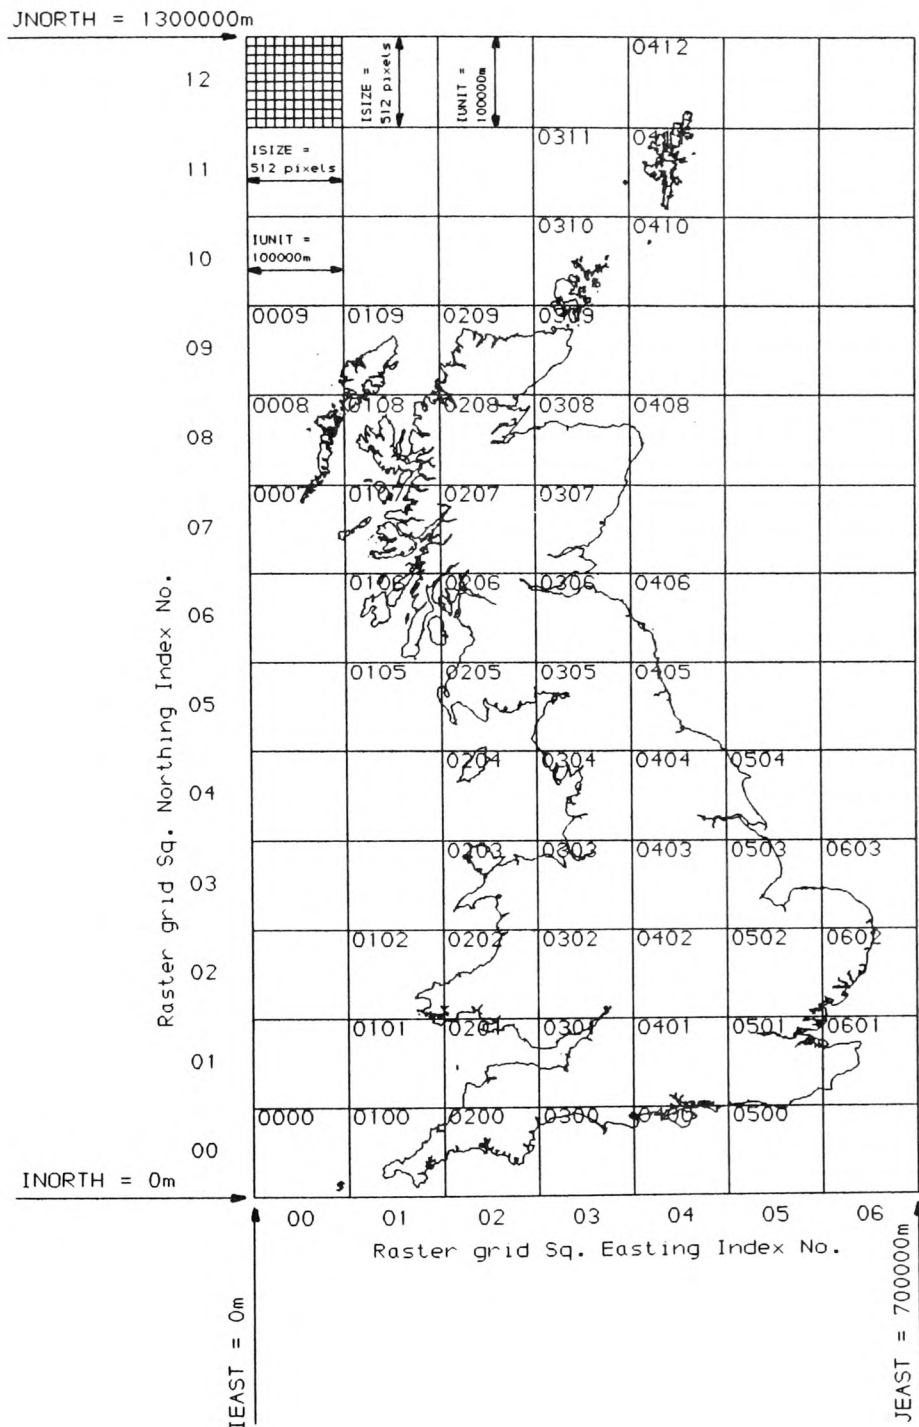 JNORTH = 1300000m
12
ISIZE =
512 pixels
IUNIT =
100000m
0412
11
ISIZE =
512 pixels
0311
10
IUNIT =
100000m
0310 0410
09
0009 0109 0209 0309
08
0008 0108 0208 0308 0408
07
0007 0107 0207 0307
06
0106 0206 0306 0406
05
0105 0205 0305 0405
04
0204 0304 0404 0504
03
0203 0303 0403 0503 0603
02
0102 0202 0302 0402 0502 0602
01
0101 0201 0301 0401 0501 0601
00
0000 0100 0200 0300 0400 0500
Raster grid Sq. Northing Index No.
INORTH = 0m
00 01 02 03 04 05 06
Raster grid Sq. Easting Index No.
IEAST = 0m
JEAST = 700000m